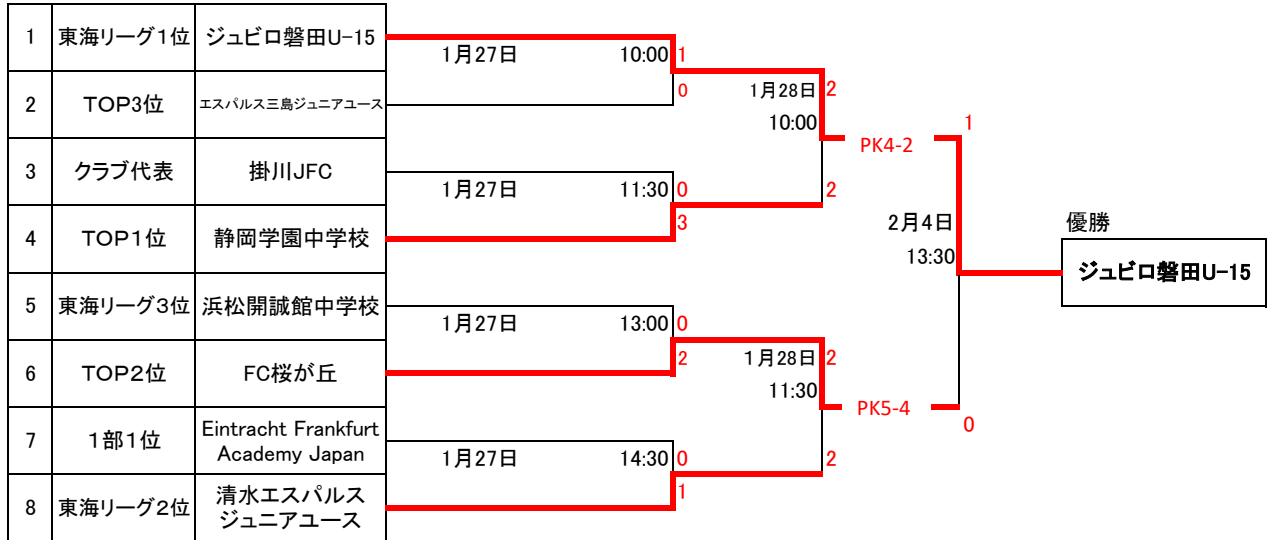 1 東海リーグ1位 ジュビロ磐田U-15
1月27日 10:00 1
0
2 TOP3位 エスパルス三島ジュニアユース
1月28日 2
10:00
PK4-2
1
3 クラブ代表 掛川JFC
1月27日 11:30 0
3
2
4 TOP1位 静岡学園中学校
2月4日
13:30
優勝
ジュビロ磐田U-15
5 東海リーグ3位 浜松開誠館中学校
1月27日 13:00 0
2
6 TOP2位 FC桜が丘
1月28日 2
11:30
PK5-4
0
7 1部1位 Eintracht Frankfurt
Academy Japan
1月27日 14:30 0
1
2
8 東海リーグ2位 清水エスパルス
ジュニアユース